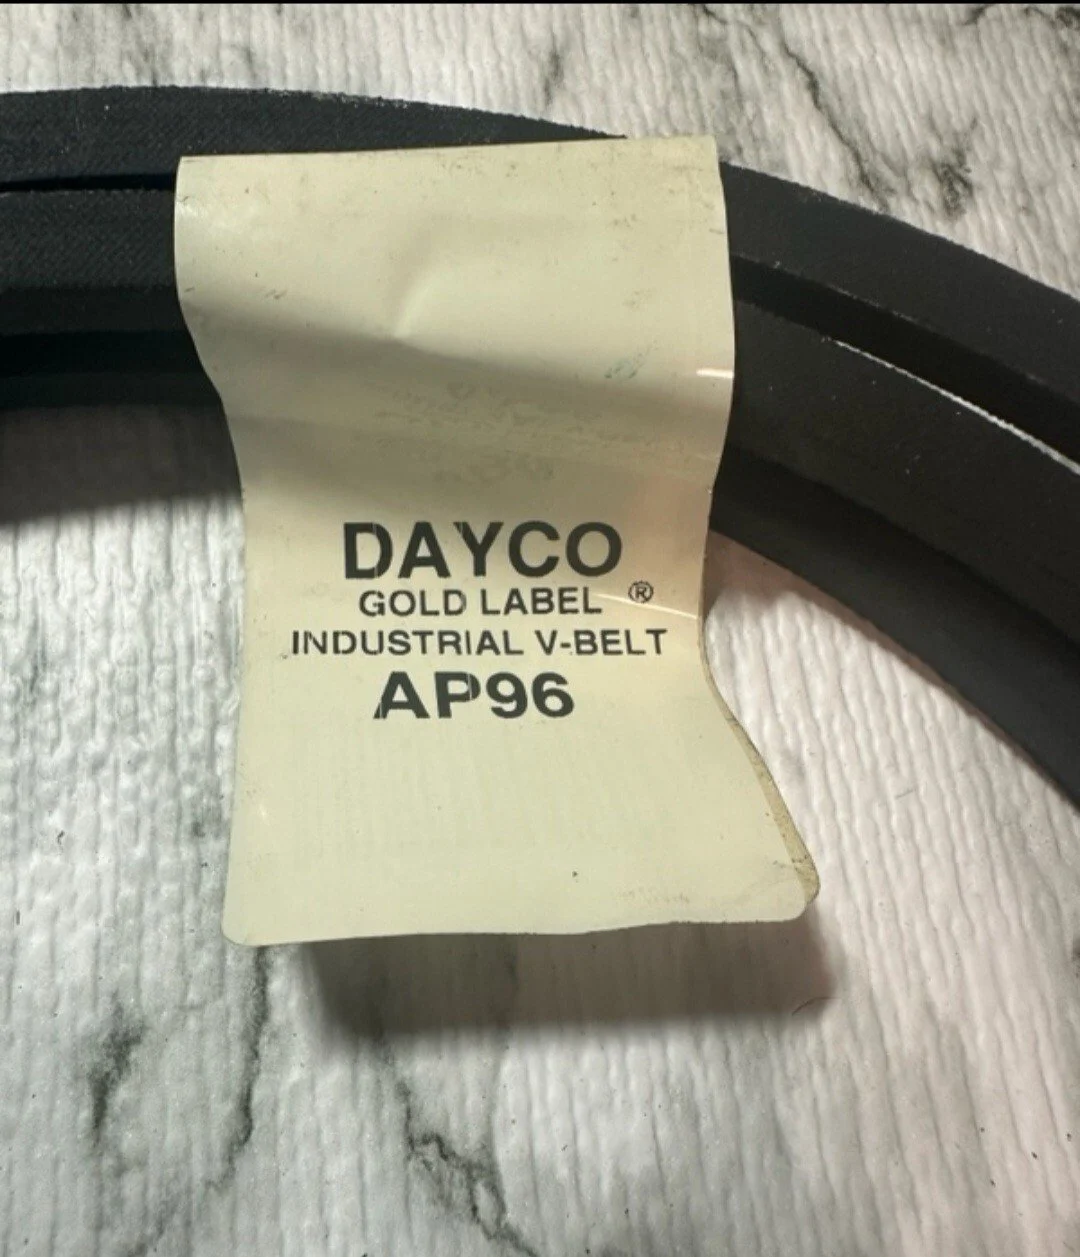 DAYCO
GOLD LABEL ®
INDUSTRIAL V-BELT
AP96